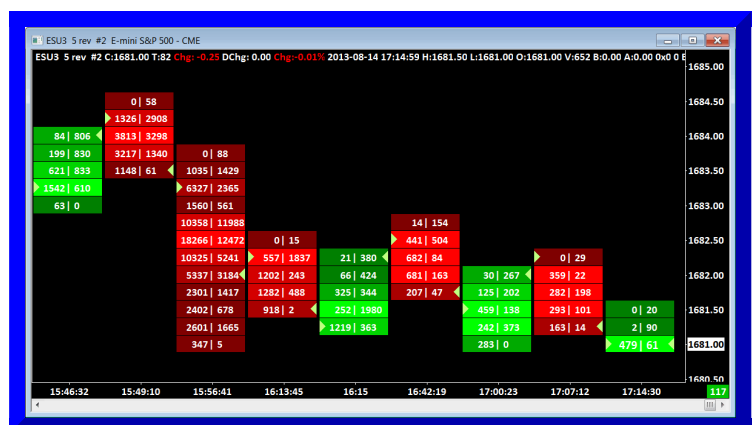 ESU3 5 rev #2 E-mini S&P 500 - CME
ESU3 5 rev #2 C:1681.00 T:82 Chg: -0.25 DChg: 0.00 Chg:-0.01% 2013-08-14 17:14:59 H:1681.50 L:1681.00 O:1681.00 V:652 B:0.00 A:0.00 0x0 0
1685.00
0| 58 1684.50
1326| 2908
84| 806 3813| 3298 1684.00
199| 830 3217| 1340 0| 88
621| 833 1148| 61 1035| 1429 1683.50
1542| 610 6327| 2365
63| 0 1560| 561 1683.00
10358| 11988 14| 154
18266| 12472 0| 15 441| 504 1682.50
10325| 5241 557| 1837 21| 380 682| 84 0| 29
5337| 3184 1202| 243 66| 424 681| 163 30| 267 359| 22 1682.00
2301| 1417 1282| 488 325| 344 207| 47 125| 202 282| 198
2402| 678 918| 2 252| 1980 459| 138 293| 101 0| 20 1681.50
2601| 1665 1219| 363 242| 373 163| 14 2| 90
347| 5 283| 0 479| 61 1681.00
1680.50
15:46:32 15:49:10 15:56:41 16:13:45 16:15 16:42:19 17:00:23 17:07:12 17:14:30 117